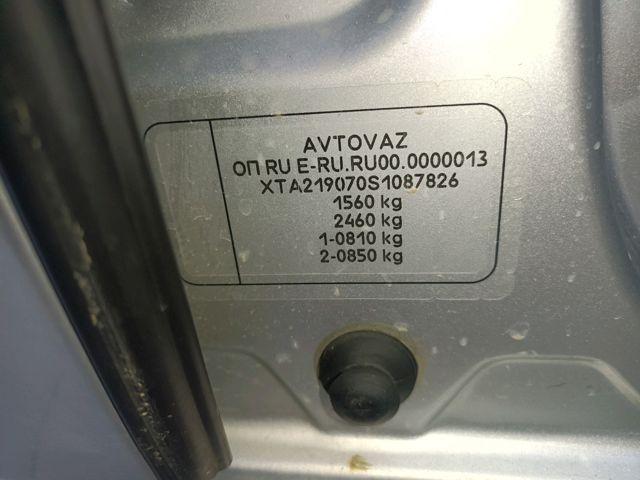 AVTOVAZ
ОП RU E-RU.RU00.0000013
XTA219070S1087826
1560 kg
2460 kg
1-0810 kg
2-0850 kg